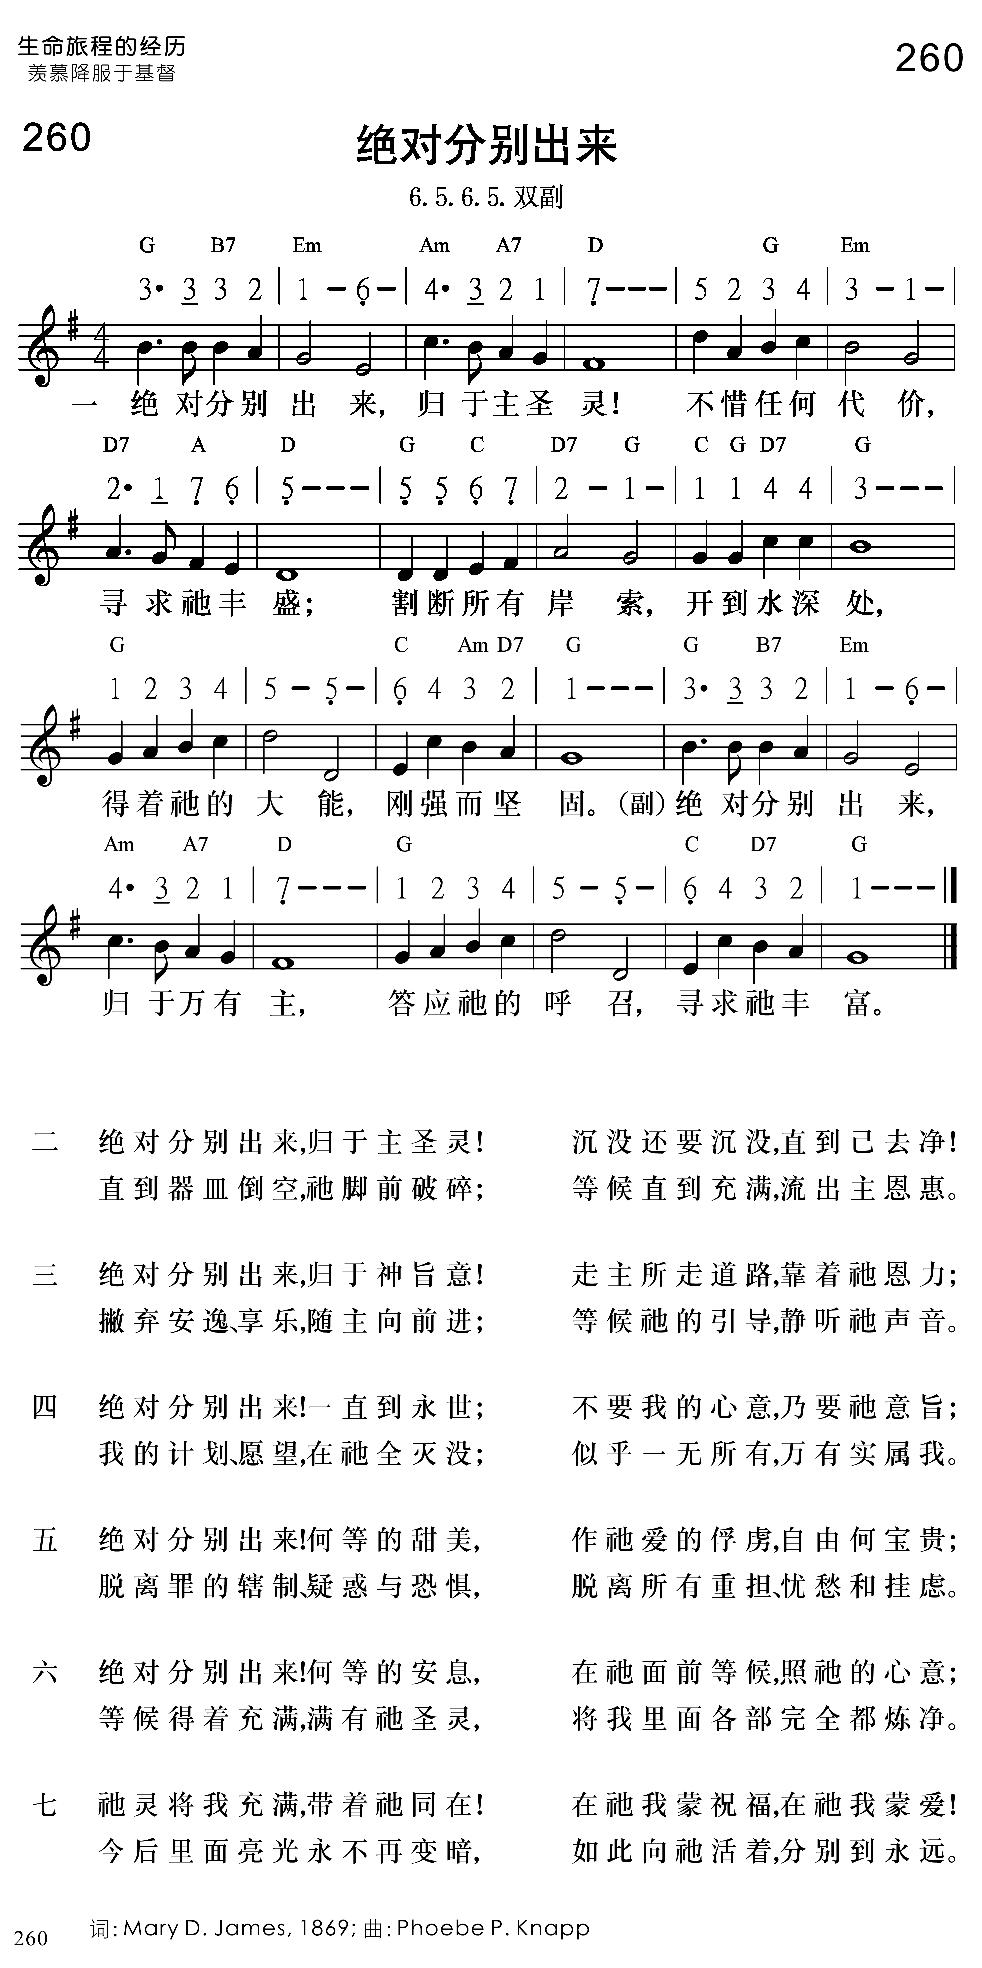 生命旅程的经历
羡慕降服于基督
260
260
绝对分别出来
6. 5. 6. 5. 双副
G B7 Em Am A7 D G Em
3• 3 3 2 | 1 - 6 - | 4• 3 2 1 | 7 - - - | 5 2 3 4 | 3 - 1 - |
4 4
一 绝对分别出来,归于主圣灵!不惜任何代价,
D7 A D G C D7 G C G D7 G
2• 1 7 6 | 5 - - - | 5 5 6 7 | 2 - 1 - | 1 1 4 4 | 3 - - - |
寻求祂丰盛;割断所有岸索,开到水深处,
G C Am D7 G G B7 Em
1 2 3 4 | 5 - 5 - | 6 4 3 2 | 1 - - - | 3• 3 3 2 | 1 - 6 - |
得着祂的大能,刚强而坚固。(副)绝对分别出来,
Am A7 D G C D7 G
4• 3 2 1 | 7 - - - | 1 2 3 4 | 5 - 5 - | 6 4 3 2 | 1 - - - ‖
归于万有主,答应祂的呼召,寻求祂丰富。
二 绝对分别出来,归于主圣灵! 沉没还要沉没,直到己去净!
直到器皿倒空,祂脚前破碎; 等候直到充满,流出主恩惠。
三 绝对分别出来,归于神旨意! 走主所走道路,靠着祂恩力;
撇弃安逸、享乐,随主向前进; 等候祂的引导,静听祂声音。
四 绝对分别出来!一直到永世; 不要我的心意,乃要祂意旨;
我的计划、愿望,在祂全灭没; 似乎一无所有,万有实属我。
五 绝对分别出来!何等的甜美, 作祂爱的俘虏,自由何宝贵;
脱离罪的辖制、疑惑与恐惧, 脱离所有重担、忧愁和挂虑。
六 绝对分别出来!何等的安息, 在祂面前等候,照祂的心意;
等候得着充满,满有祂圣灵, 将我里面各部完全都炼净。
七 祂灵将我充满,带着祂同在! 在祂我蒙祝福,在祂我蒙爱!
今后里面亮光永不再变暗, 如此向祂活着,分别到永远。
词: Mary D. James, 1869; 曲: Phoebe P. Knapp
260